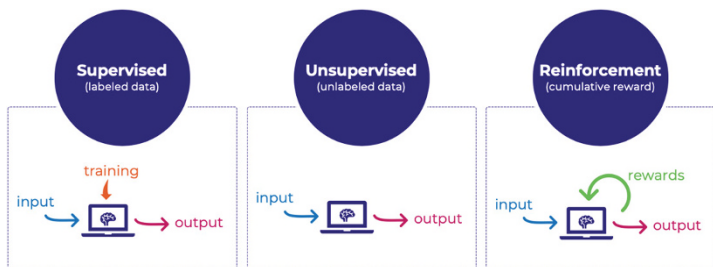 Supervised
(labeled data)
training
input
output
Unsupervised
(unlabeled data)
input
output
Reinforcement
(cumulative reward)
rewards
input
output